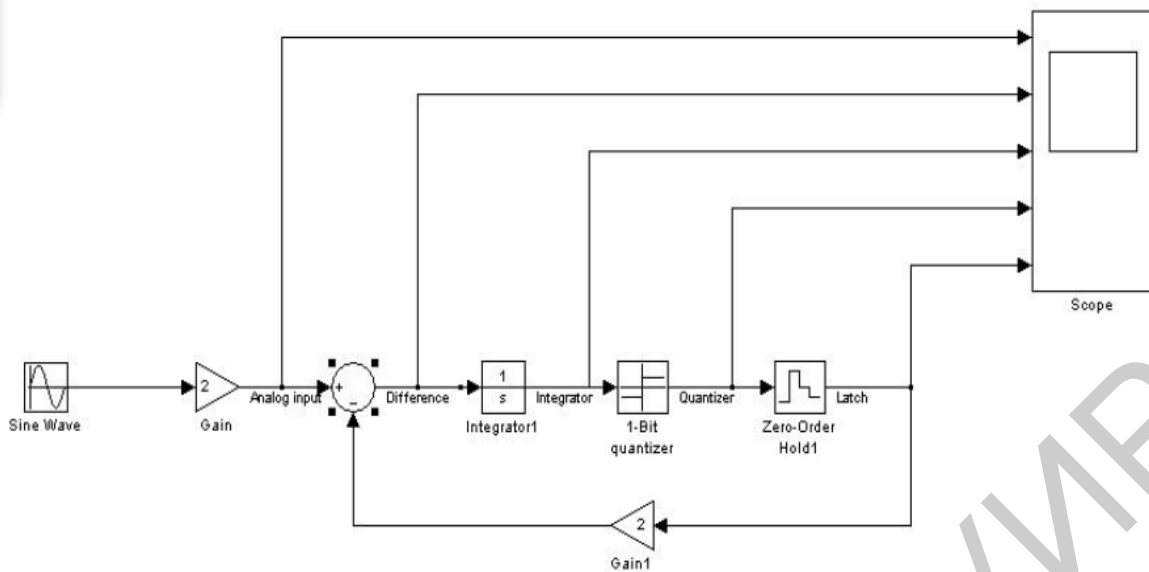 Scope
2
1
s
2
Analog input
Difference
Integrator
Quantizer
Latch
Sine Wave
Gain
Integrator1
1-Bit
quantizer
Zero-Order
Hold1
Gain1